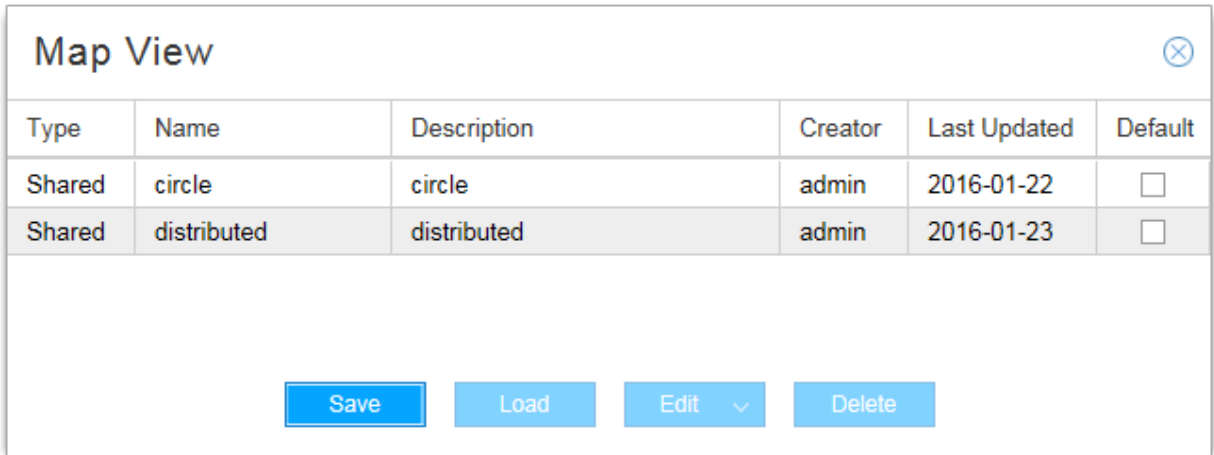 Map View
Type Name Description Creator Last Updated Default
Shared circle circle admin 2016-01-22
Shared distributed distributed admin 2016-01-23
Save Load Edit Delete